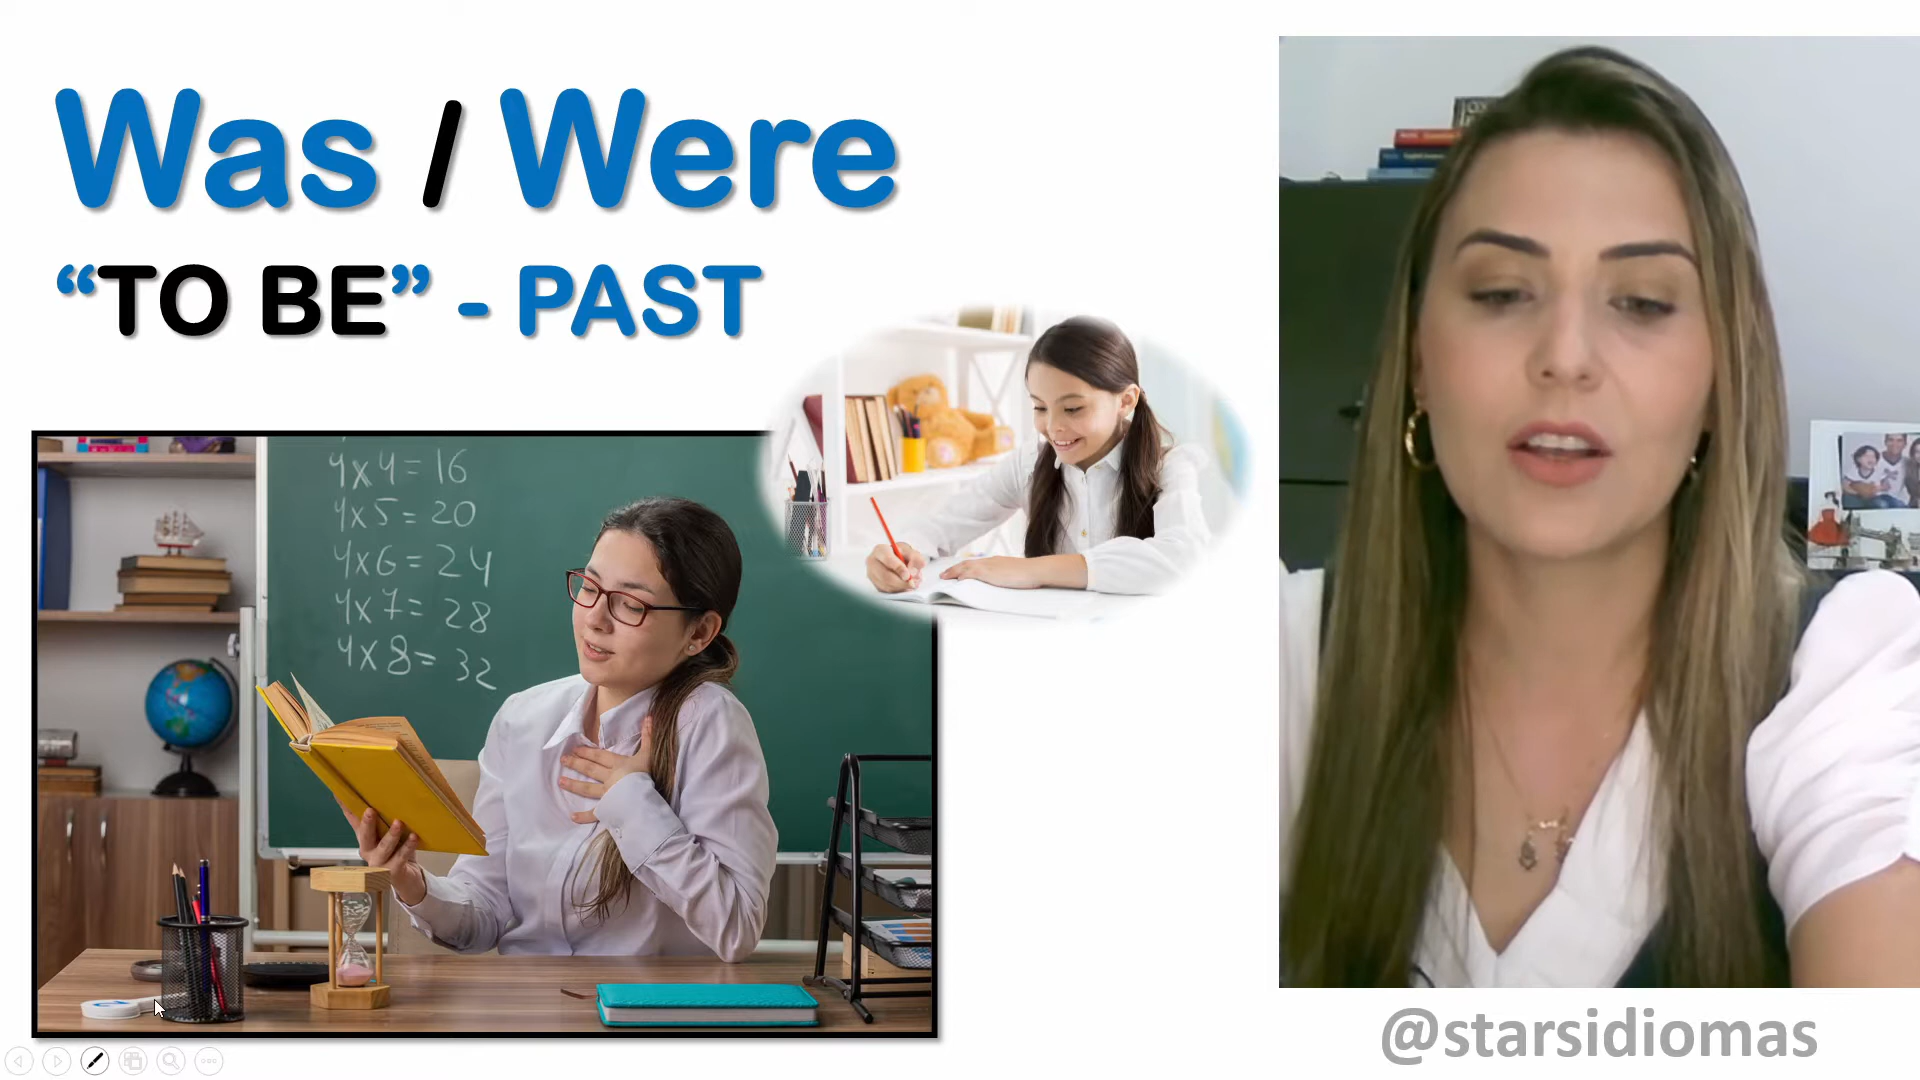 Was / Were
“TO BE” - PAST
4x4=16
4x5=20
4x6=24
4x7=28
4x8=32
@starsidiomas